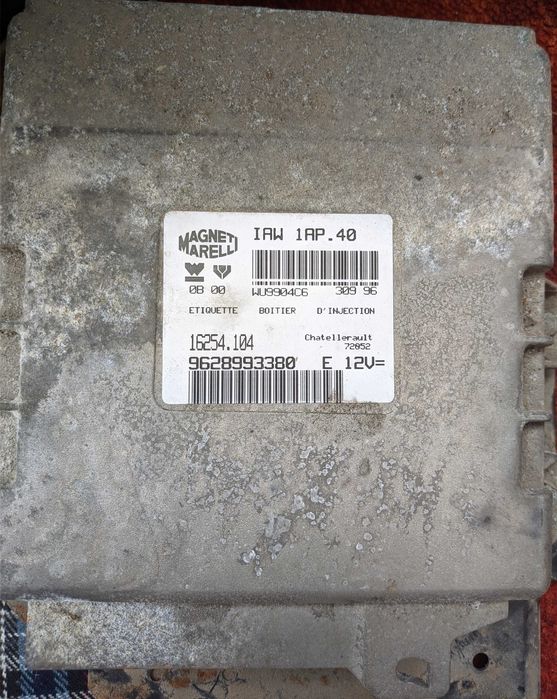 MAGNETI
MARELLI
IAW 1AP.40
0B 00
WU9904C6 309 96
ETIQUETTE BOITIER D'INJECTION
16254.104
Chatellerault
72052
9628993380 E 12V=